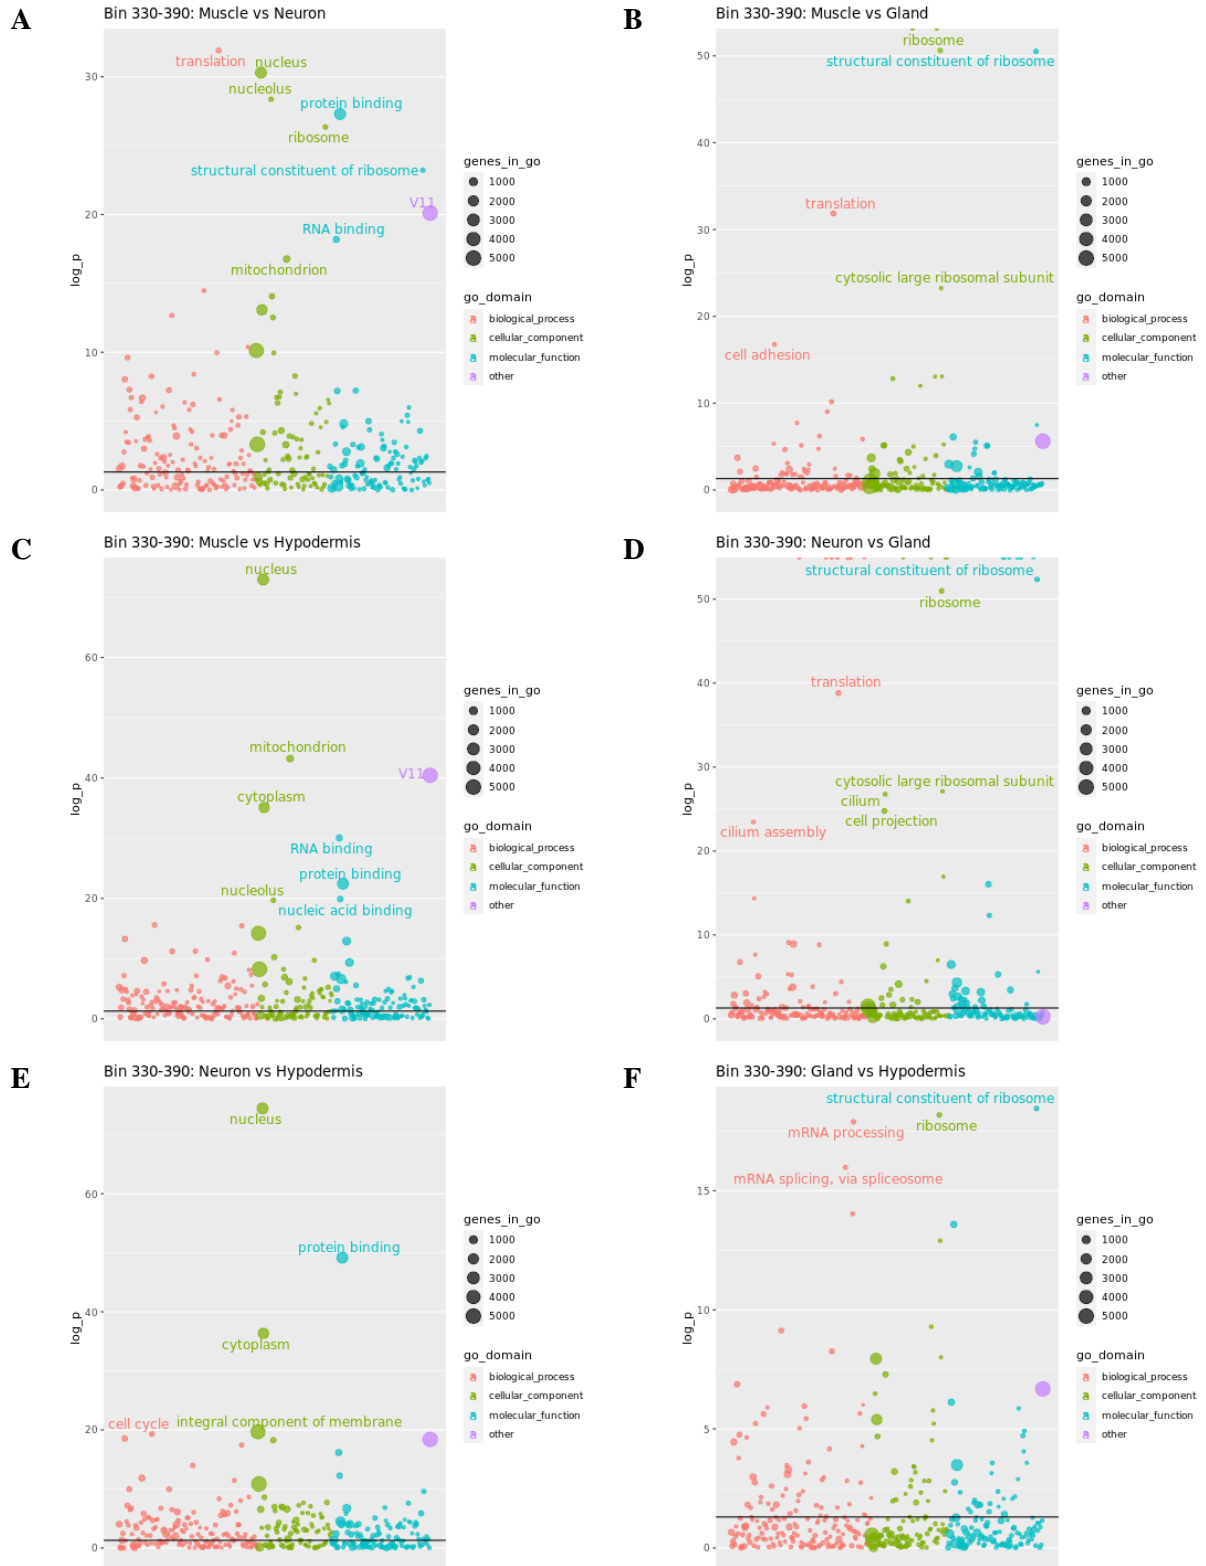 A
Bin 330-390: Muscle vs Neuron
translation
nucleus
nucleolus
protein binding
ribosome
structural constituent of ribosome
V11
RNA binding
mitochondrion
30
20
10
0
log_p
genes_in_go
1000
2000
3000
4000
5000
go_domain
a biological_process
a cellular_component
a molecular_function
a other
B
Bin 330-390: Muscle vs Gland
ribosome
structural constituent of ribosome
translation
cytosolic large ribosomal subunit
cell adhesion
50
40
30
20
10
0
log_p
genes_in_go
1000
2000
3000
4000
5000
go_domain
a biological_process
a cellular_component
a molecular_function
a other
C
Bin 330-390: Muscle vs Hypodermis
nucleus
mitochondrion
V11
cytoplasm
RNA binding
protein binding
nucleolus
nucleic acid binding
60
40
20
0
log_p
genes_in_go
1000
2000
3000
4000
5000
go_domain
a biological_process
a cellular_component
a molecular_function
a other
D
Bin 330-390: Neuron vs Gland
structural constituent of ribosome
ribosome
translation
cytosolic large ribosomal subunit
cilium
cell projection
cilium assembly
50
40
30
20
10
0
log_p
genes_in_go
1000
2000
3000
4000
5000
go_domain
a biological_process
a cellular_component
a molecular_function
a other
E
Bin 330-390: Neuron vs Hypodermis
nucleus
protein binding
cytoplasm
cell cycle
integral component of membrane
60
40
20
0
log_p
genes_in_go
1000
2000
3000
4000
5000
go_domain
a biological_process
a cellular_component
a molecular_function
a other
F
Bin 330-390: Gland vs Hypodermis
structural constituent of ribosome
mRNA processing
ribosome
mRNA splicing, via spliceosome
15
10
5
0
log_p
genes_in_go
1000
2000
3000
4000
5000
go_domain
a biological_process
a cellular_component
a molecular_function
a other